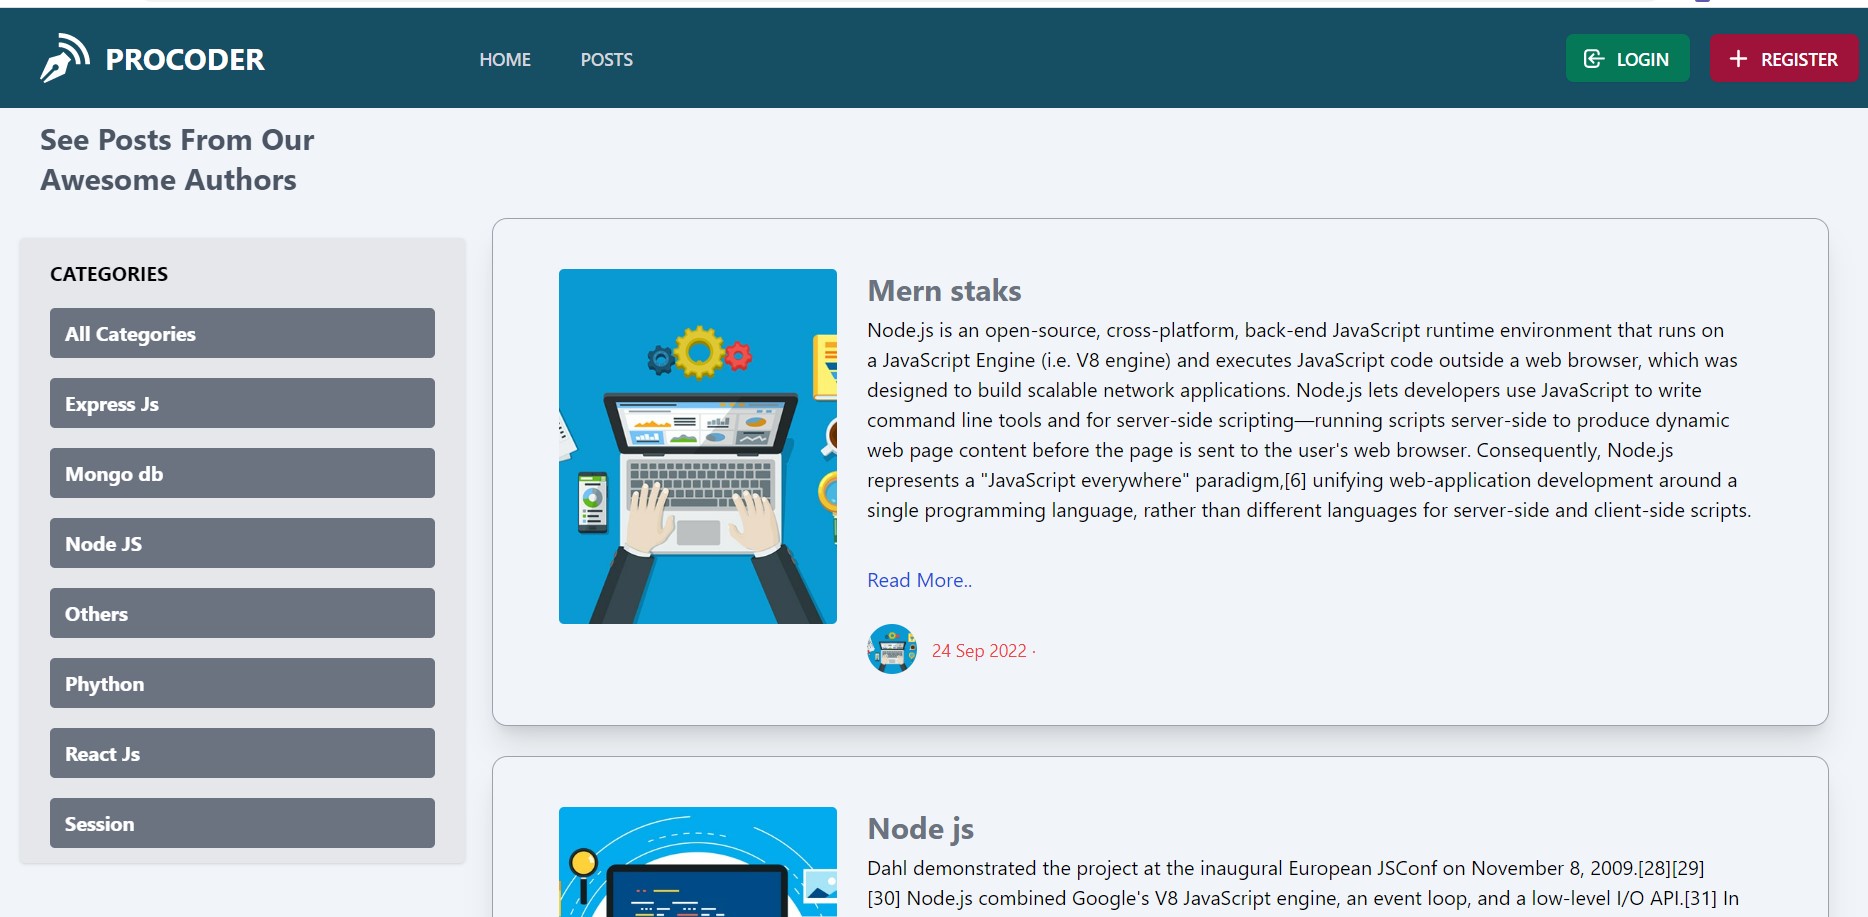 PROCODER
HOME
POSTS
LOGIN
REGISTER
See Posts From Our
Awesome Authors
CATEGORIES
All Categories
Express Js
Mongo db
Node JS
Others
Phython
React Js
Session
Mern staks
Node.js is an open-source, cross-platform, back-end JavaScript runtime environment that runs on
a JavaScript Engine (i.e. V8 engine) and executes JavaScript code outside a web browser, which was
designed to build scalable network applications. Node.js lets developers use JavaScript to write
command line tools and for server-side scripting—running scripts server-side to produce dynamic
web page content before the page is sent to the user's web browser. Consequently, Node.js
represents a "JavaScript everywhere" paradigm,[6] unifying web-application development around a
single programming language, rather than different languages for server-side and client-side scripts.
Read More..
24 Sep 2022 ·
Node js
Dahl demonstrated the project at the inaugural European JSConf on November 8, 2009.[28][29]
[30] Node.js combined Google's V8 JavaScript engine, an event loop, and a low-level I/O API.[31] In